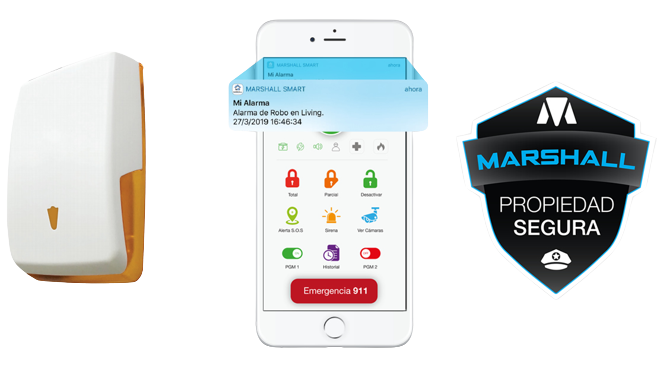 MARSHALL SMART
ahora
Mi Alarma
MARSHALL SMART
ahora
Mi Alarma
Alarma de Robo en Living.
27/3/2019 16:46:34
Total
Parcial
Desactivar
Alerta S.O.S
Sirena
Ver Cámaras
PGM 1
Historial
PGM 2
Emergencia 911
MARSHALL
PROPIEDAD
SEGURA